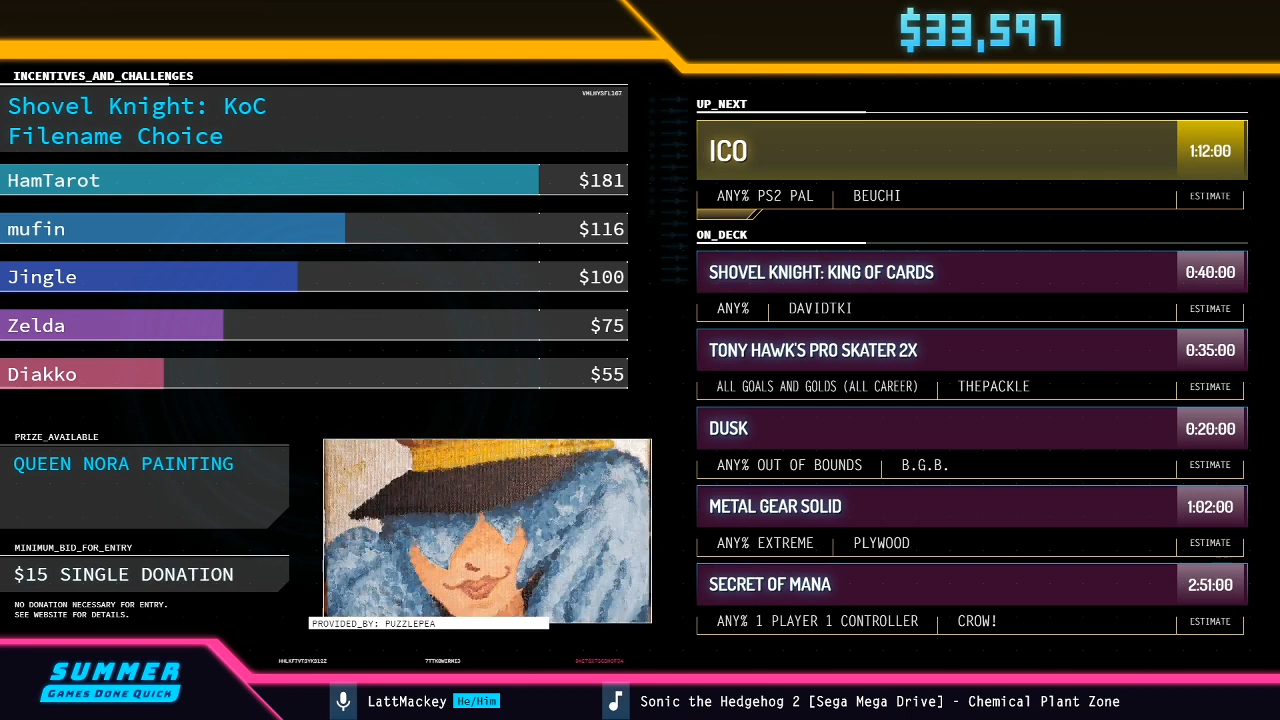 $33,597
INCENTIVES_AND_CHALLENGES
Shovel Knight: KoC
Filename Choice
HamTarot $181
mufin $116
Jingle $100
Zelda $75
Diakko $55
PRIZE_AVAILABLE
QUEEN NORA PAINTING
MINIMUM_BID_FOR_ENTRY
$15 SINGLE DONATION
NO DONATION NECESSARY FOR ENTRY.
SEE WEBSITE FOR DETAILS.
PROVIDED_BY: PUZZLEPEA
UP_NEXT
ICO 1:12:00
ANY% PS2 PAL BEUCHI ESTIMATE
ON_DECK
SHOVEL KNIGHT: KING OF CARDS 0:40:00
ANY% DAVIDTKI ESTIMATE
TONY HAWK'S PRO SKATER 2X 0:35:00
ALL GOALS AND GOLDS (ALL CAREER) THEPACKLE ESTIMATE
DUSK 0:20:00
ANY% OUT OF BOUNDS B.G.B. ESTIMATE
METAL GEAR SOLID 1:02:00
ANY% EXTREME PLYWOOD ESTIMATE
SECRET OF MANA 2:51:00
ANY% 1 PLAYER 1 CONTROLLER CROW! ESTIMATE
SUMMER
GAMES DONE QUICK
LattMackey He/Him
Sonic the Hedgehog 2 [Sega Mega Drive] - Chemical Plant Zone